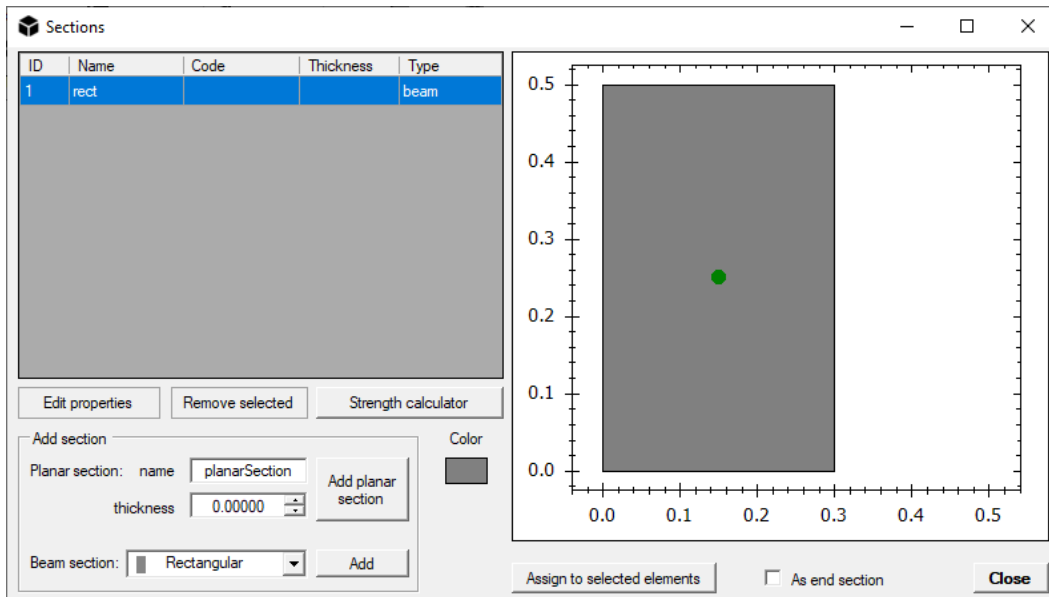 Sections
ID Name Code Thickness Type
1 rect beam
Edit properties Remove selected Strength calculator
Add section
Color
Planar section: name planarSection
thickness 0.00000
Add planar
section
Beam section: Rectangular Add
0.5
0.4
0.3
0.2
0.1
0.0
0.0 0.1 0.2 0.3 0.4 0.5
Assign to selected elements As end section Close